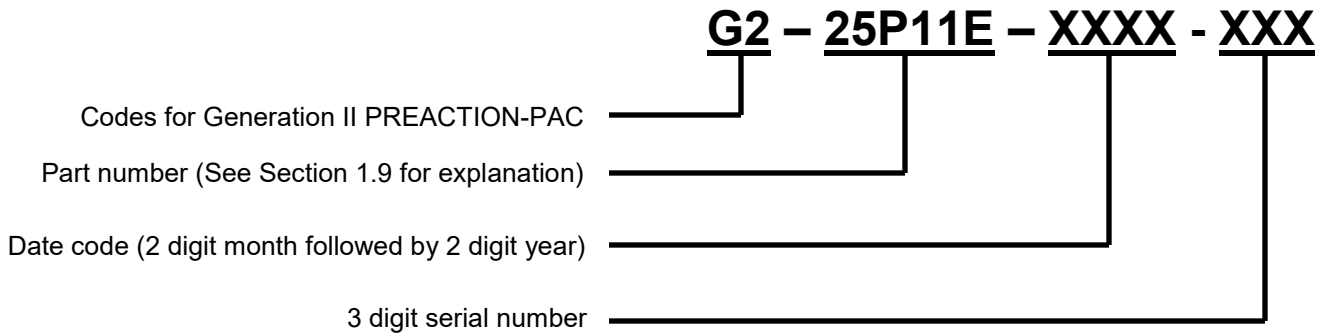 G2 – 25P11E – XXXX - XXX
Codes for Generation II PREACTION-PAC
Part number (See Section 1.9 for explanation)
Date code (2 digit month followed by 2 digit year)
3 digit serial number